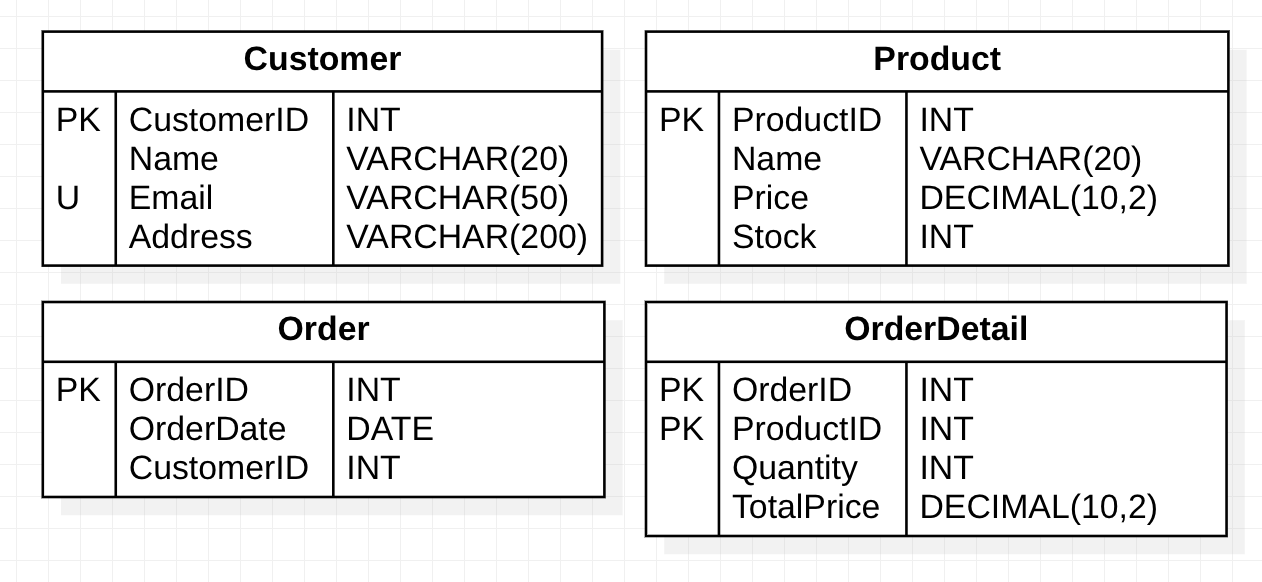 Customer
PK CustomerID INT
Name VARCHAR(20)
U Email VARCHAR(50)
Address VARCHAR(200)
Product
PK ProductID INT
Name VARCHAR(20)
Price DECIMAL(10,2)
Stock INT
Order
PK OrderID INT
OrderDate DATE
CustomerID INT
OrderDetail
PK OrderID INT
PK ProductID INT
Quantity INT
TotalPrice DECIMAL(10,2)